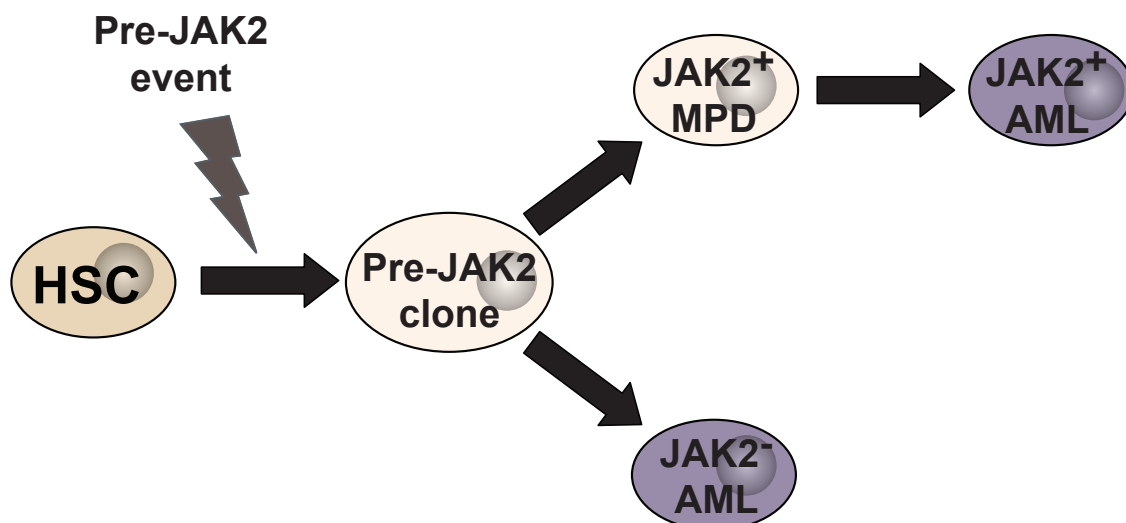 Pre-JAK2
event
HSC
Pre-JAK2
clone
JAK2⁺
MPD
JAK2⁺
AML
JAK2⁻
AML